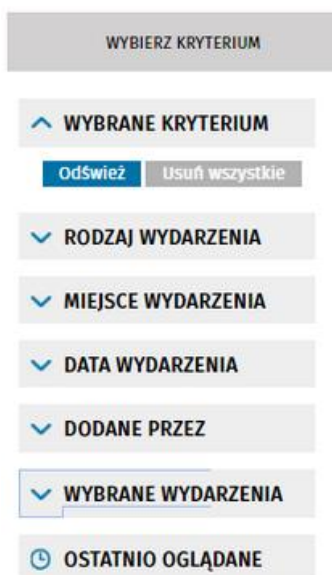 WYBIERZ KRYTERIUM
WYBRANE KRYTERIUM
Odśwież Usuń wszystkie
RODZAJ WYDARZENIA
MIEJSCE WYDARZENIA
DATA WYDARZENIA
DODANE PRZEZ
WYBRANE WYDARZENIA
OSTATNIO OGLĄDANE